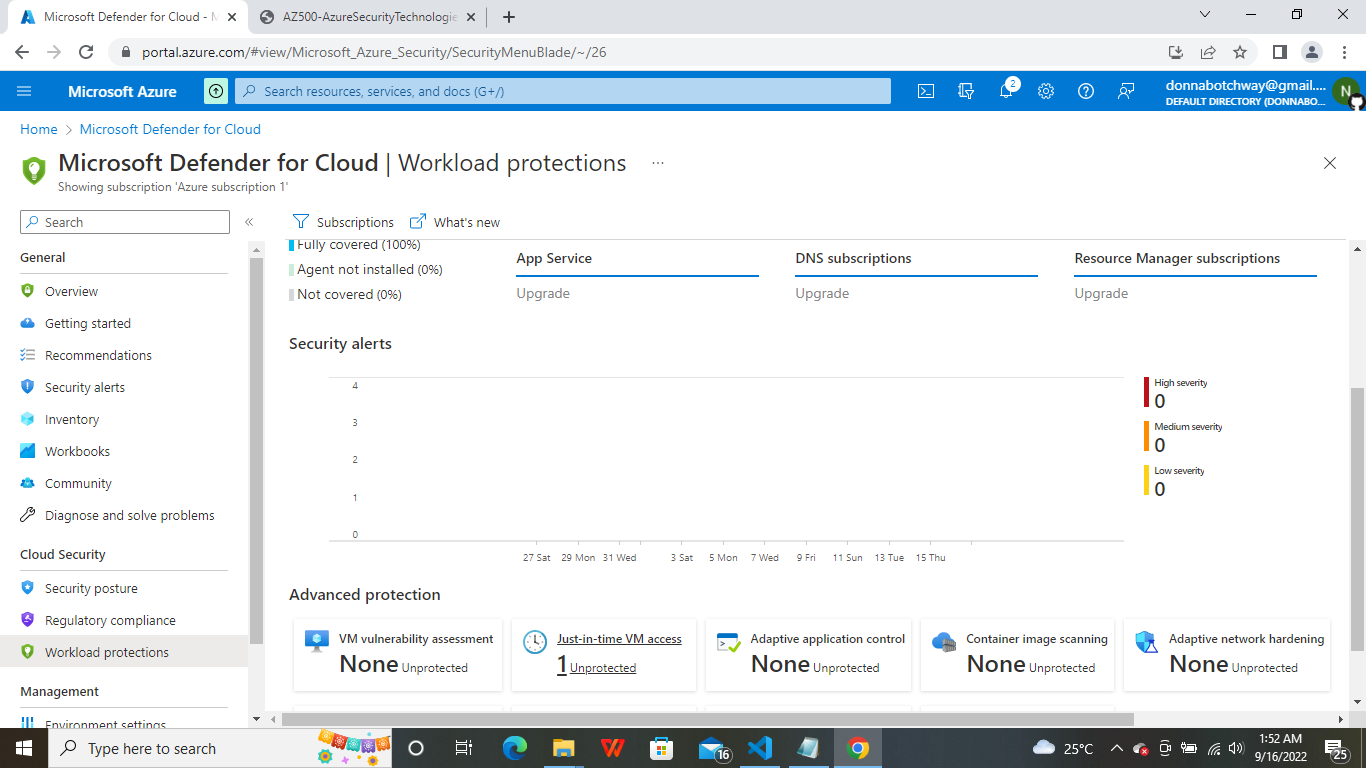 Microsoft Defender for Cloud - M
AZ500-AzureSecurityTechnologie
portal.azure.com/#view/Microsoft_Azure_Security/SecurityMenuBlade/~/26
Microsoft Azure
Search resources, services, and docs (G+/)
2
donnabotchway@gmail....
DEFAULT DIRECTORY (DONNABO...
N
Home > Microsoft Defender for Cloud
Microsoft Defender for Cloud | Workload protections ...
Showing subscription 'Azure subscription 1'
Search
Subscriptions
What's new
General
Overview
Getting started
Recommendations
Security alerts
Inventory
Workbooks
Community
Diagnose and solve problems
Cloud Security
Security posture
Regulatory compliance
Workload protections
Management
Environment settings
Fully covered (100%)
Agent not installed (0%)
Not covered (0%)
App Service
Upgrade
DNS subscriptions
Upgrade
Resource Manager subscriptions
Upgrade
Security alerts
4
3
2
1
0
27 Sat 29 Mon 31 Wed 3 Sat 5 Mon 7 Wed 9 Fri 11 Sun 13 Tue 15 Thu
High severity
0
Medium severity
0
Low severity
0
Advanced protection
VM vulnerability assessment
None Unprotected
Just-in-time VM access
1 Unprotected
Adaptive application control
None Unprotected
Container image scanning
None Unprotected
Adaptive network hardening
None Unprotected
Type here to search
16
25°C
1:52 AM
9/16/2022
25